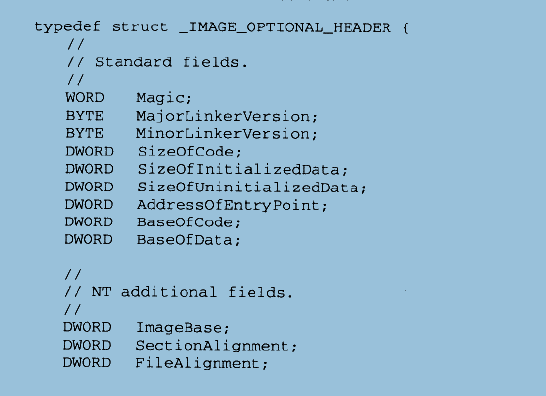 typedef struct _IMAGE_OPTIONAL_HEADER {
//
// Standard fields.
//
WORD Magic;
BYTE MajorLinkerVersion;
BYTE MinorLinkerVersion;
DWORD SizeOfCode;
DWORD SizeOfInitializedData;
DWORD SizeOfUninitializedData;
DWORD AddressOfEntryPoint;
DWORD BaseOfCode;
DWORD BaseOfData;
//
// NT additional fields.
//
DWORD ImageBase;
DWORD SectionAlignment;
DWORD FileAlignment;